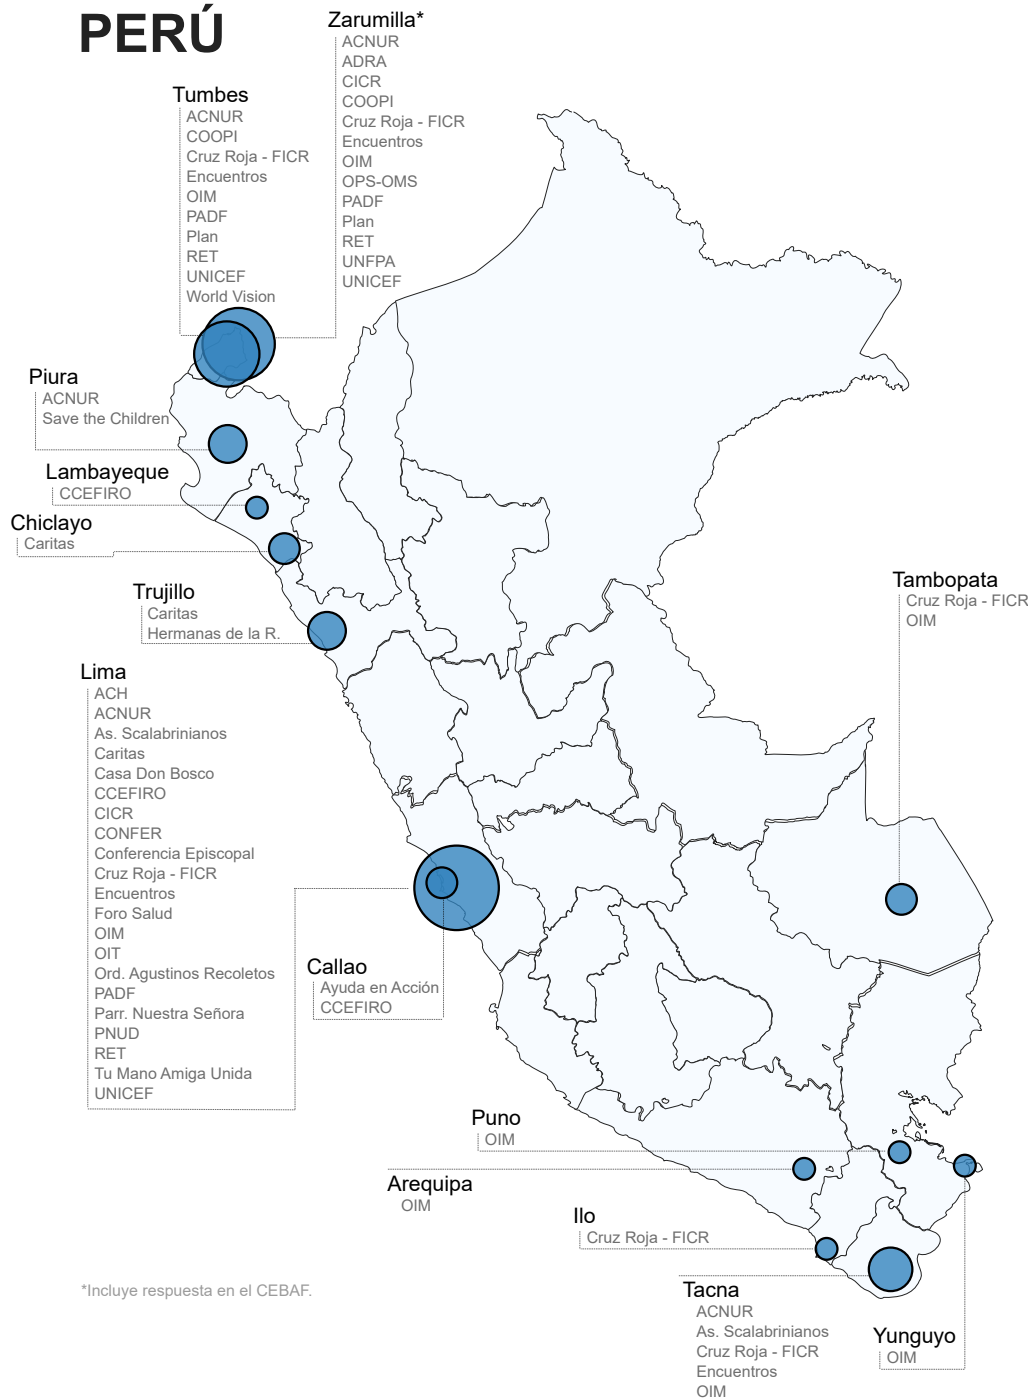 PERÚ
Zarumilla*
ACNUR
ADRA
CICR
COOPI
Cruz Roja - FICR
Encuentros
OIM
OPS-OMS
PADF
Plan
RET
UNFPA
UNICEF
Tumbes
ACNUR
COOPI
Cruz Roja - FICR
Encuentros
OIM
PADF
Plan
RET
UNICEF
World Vision
Piura
ACNUR
Save the Children
Lambayeque
CCEFIRO
Chiclayo
Caritas
Trujillo
Caritas
Hermanas de la R.
Tambopata
Cruz Roja - FICR
OIM
Lima
ACH
ACNUR
As. Scalabrinianos
Caritas
Casa Don Bosco
CCEFIRO
CICR
CONFER
Conferencia Episcopal
Cruz Roja - FICR
Encuentros
Foro Salud
OIM
OIT
Ord. Agustinos Recoletos
PADF
Parr. Nuestra Señora
PNUD
RET
Tu Mano Amiga Unida
UNICEF
Callao
Ayuda en Acción
CCEFIRO
Puno
OIM
Arequipa
OIM
Ilo
Cruz Roja - FICR
Tacna
ACNUR
As. Scalabrinianos
Cruz Roja - FICR
Encuentros
OIM
Yunguyo
OIM
*Incluye respuesta en el CEBAF.